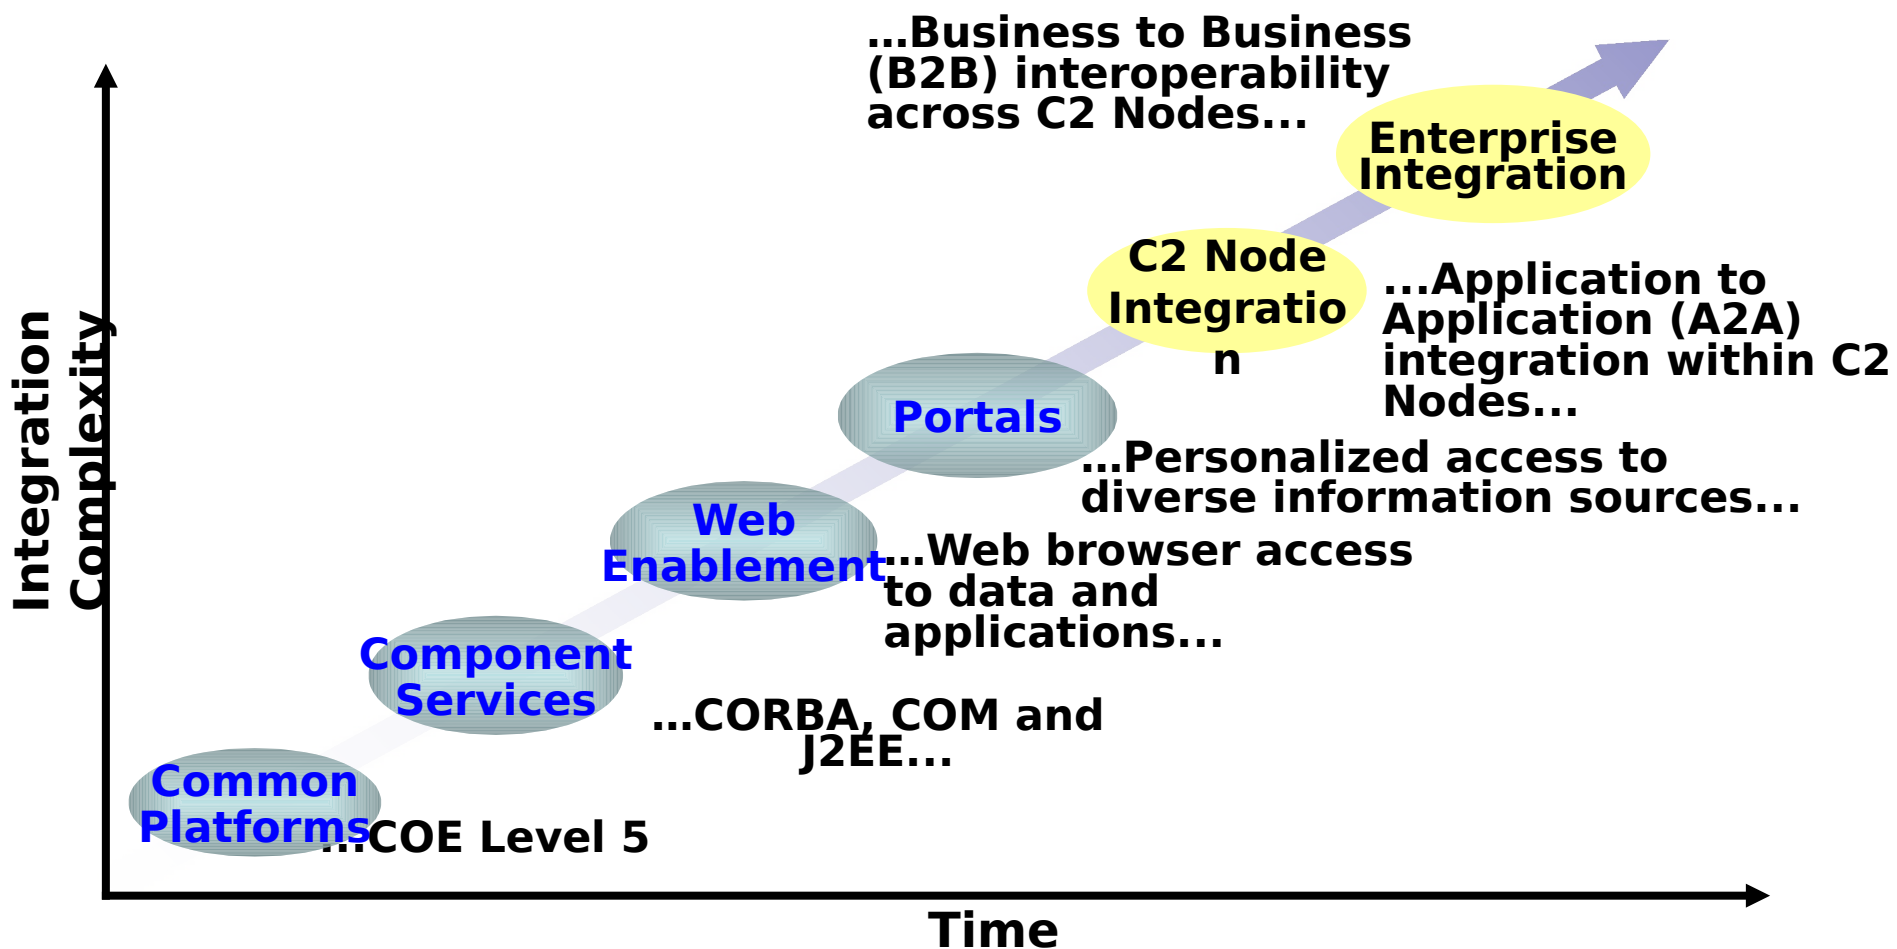 …Business to Business
(B2B) interoperability
across C2 Nodes...
Enterprise
Integration
C2 Node
Integratio
n
...Application to
Application (A2A)
integration within C2
Nodes...
Portals
…Personalized access to
diverse information sources...
Web
Enablement
…Web browser access
to data and
applications...
Component
Services
…CORBA, COM and
J2EE...
Common
Platforms
...COE Level 5
Integration
Complexity
Time